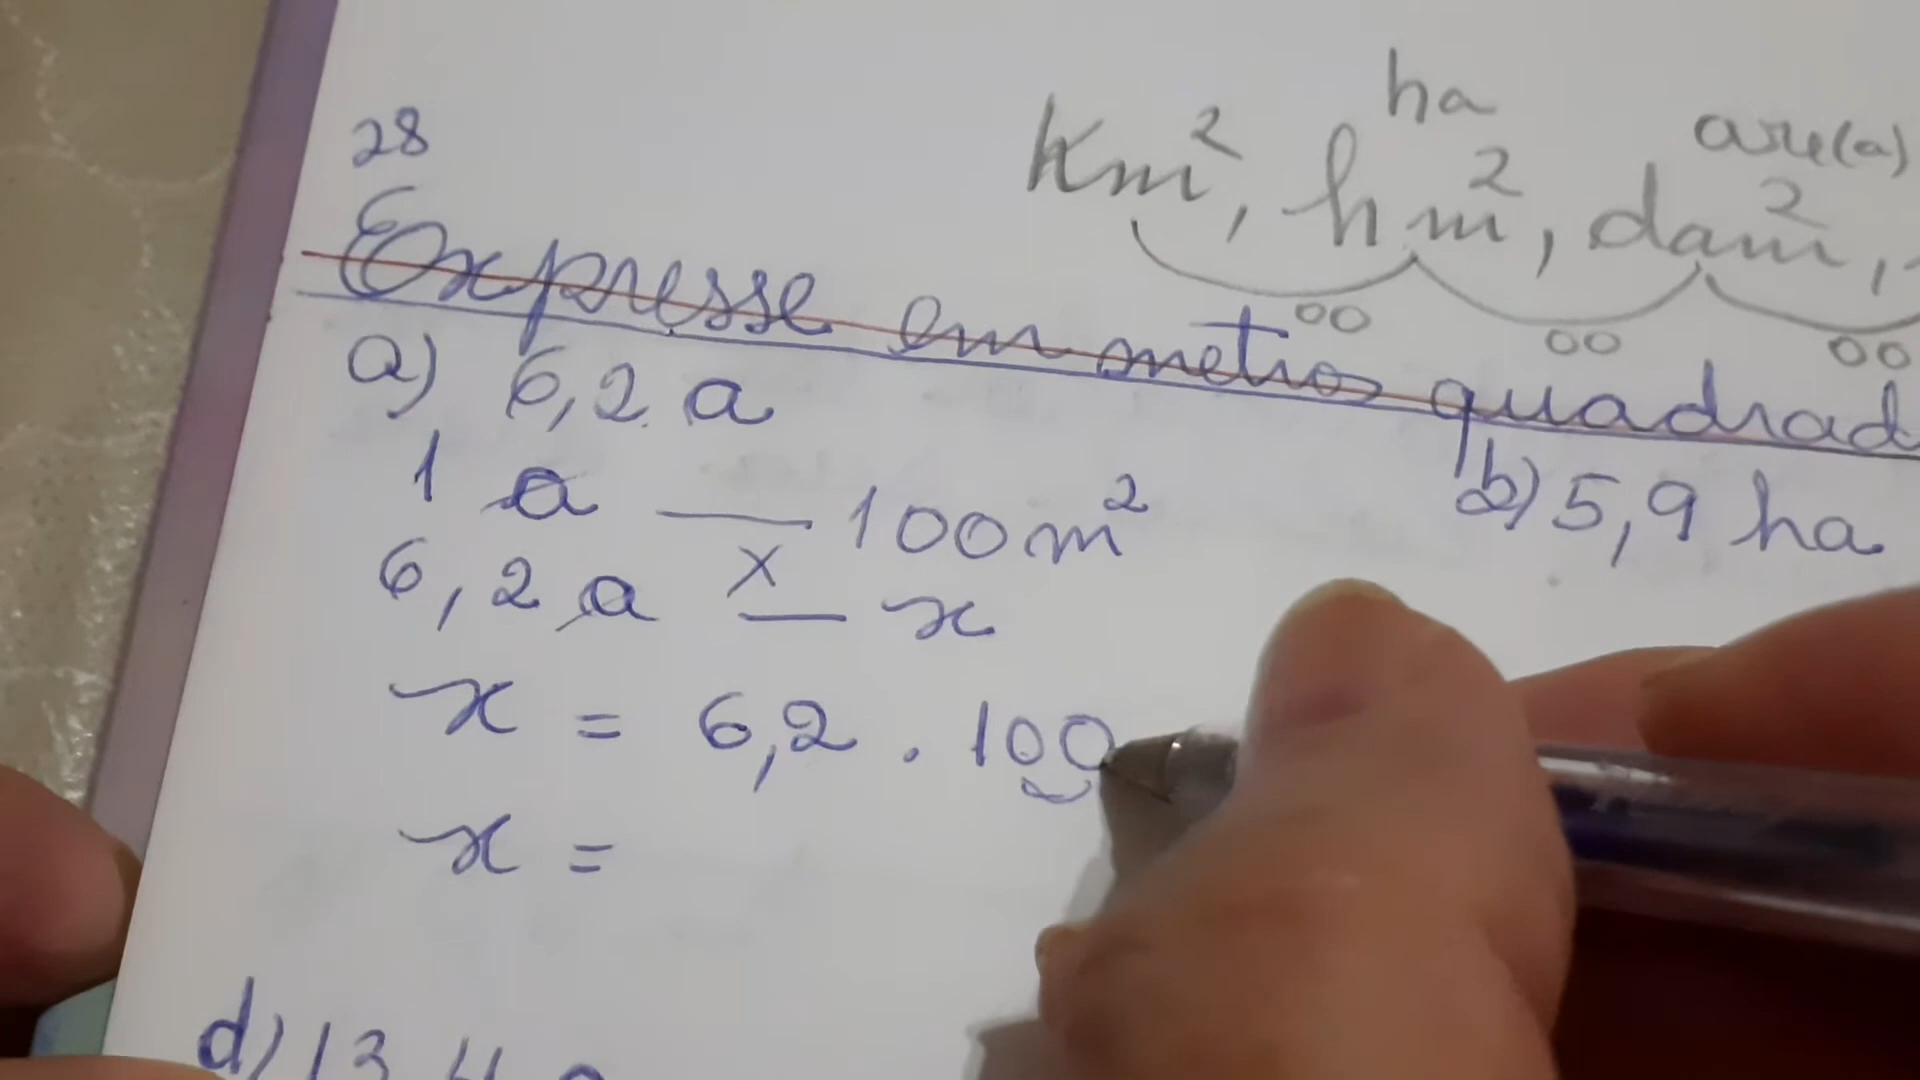 28
ha
are(a)
Km², hm², dam²,
00 00 00
Expresse em metros quadrad
a) 6,2 a
b) 5,9 ha
1 a — 100 m²
x
6,2 a — x
x = 6,2 . 100
x =
d) 13,4 a